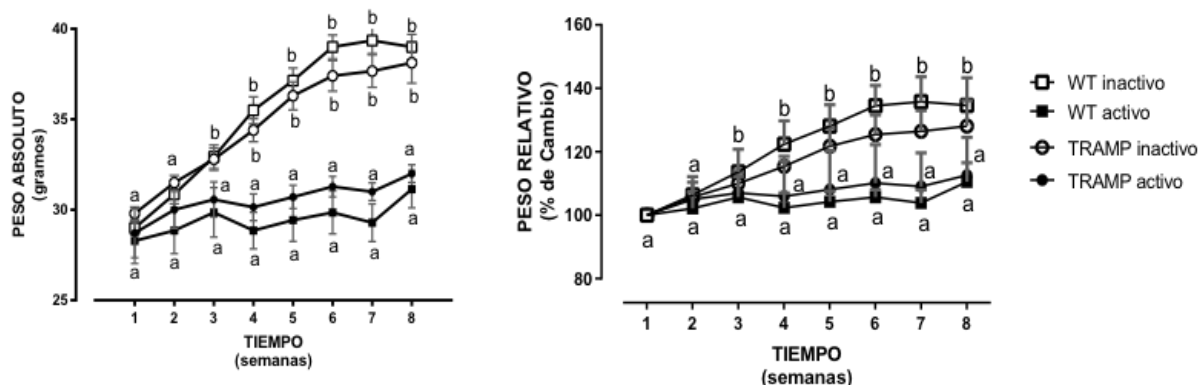 40
35
30
25
PESO ABSOLUTO
(gramos)
b b b
b
b
b
a
a
b
b
b
b
b
b
a a a a a a
a a a a a a a
1 2 3 4 5 6 7 8
TIEMPO
(semanas)
160
140
120
100
80
PESO RELATIVO
(% de Cambio)
b b b
b
b
b
a
a a a a a
a a a a a a a
1 2 3 4 5 6 7 8
TIEMPO
(semanas)
WT inactivo
WT activo
TRAMP inactivo
TRAMP activo